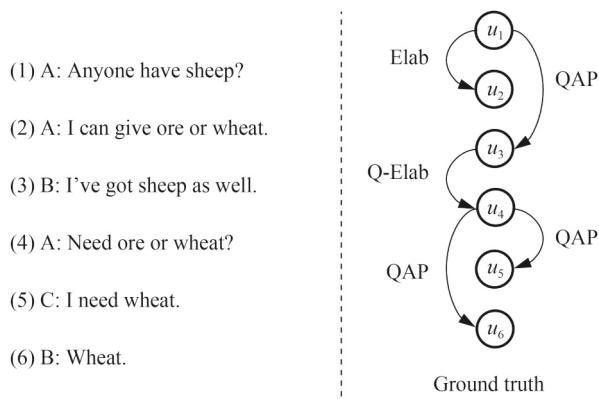 (1) A: Anyone have sheep?
(2) A: I can give ore or wheat.
(3) B: I've got sheep as well.
(4) A: Need ore or wheat?
(5) C: I need wheat.
(6) B: Wheat.
u1
Elab
u2
QAP
u3
Q-Elab
u4
QAP
QAP
u5
u6
Ground truth